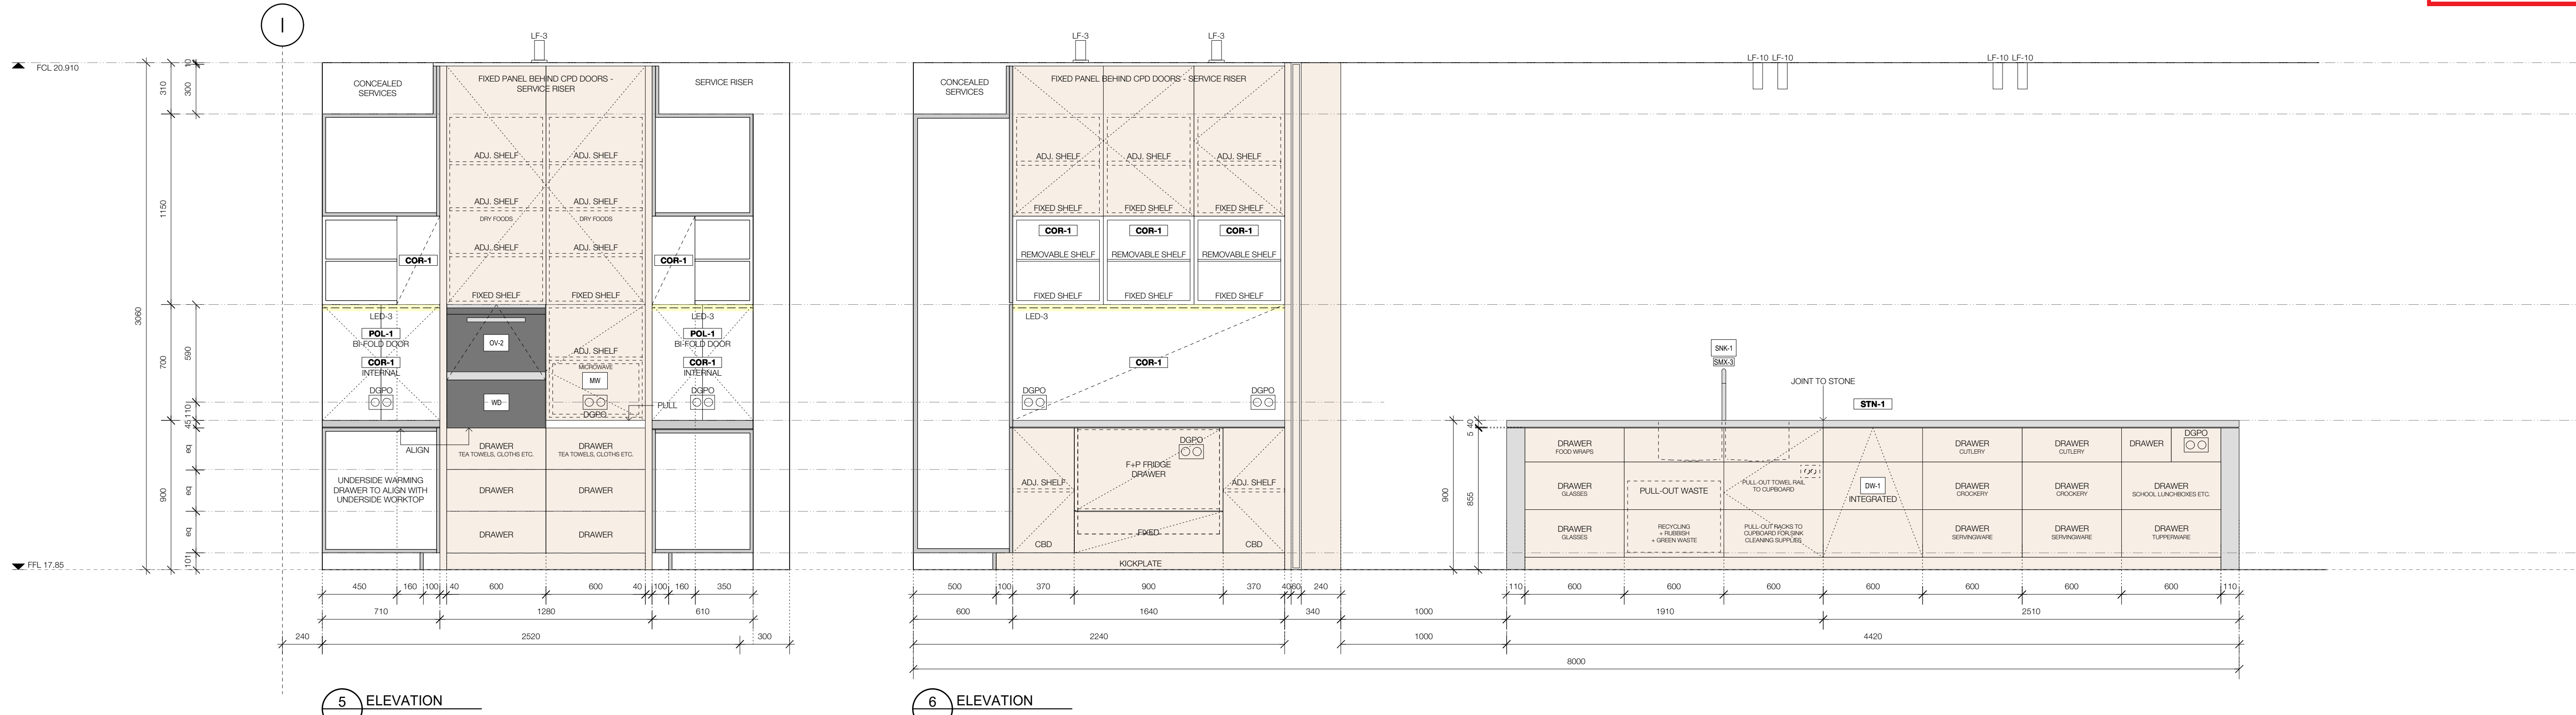 I
FCL 20.910
FFL 17.85
3060
310
1150
700
900
10
300
590
110
45
eq
eq
eq
101
LF-3
CONCEALED
SERVICES
FIXED PANEL BEHIND CPD DOORS -
SERVICE RISER
SERVICE RISER
ADJ. SHELF
ADJ. SHELF
ADJ. SHELF
ADJ. SHELF
DRY FOODS
DRY FOODS
ADJ. SHELF
ADJ. SHELF
COR-1
COR-1
FIXED SHELF
FIXED SHELF
LED-3
LED-3
POL-1
BI-FOLD DOOR
COR-1
INTERNAL
DGPO
OV-2
WD
ADJ. SHELF
MICROWAVE
MW
DGPO
PULL
POL-1
BI-FOLD DOOR
COR-1
INTERNAL
DGPO
ALIGN
UNDERSIDE WARMING
DRAWER TO ALIGN WITH
UNDERSIDE WORKTOP
DRAWER
TEA TOWELS, CLOTHS ETC.
DRAWER
TEA TOWELS, CLOTHS ETC.
DRAWER
DRAWER
DRAWER
DRAWER
450
160
100
40
600
600
40
100
160
350
710
1280
610
240
2520
300
5
ELEVATION
LF-3
LF-3
CONCEALED
SERVICES
FIXED PANEL BEHIND CPD DOORS - SERVICE RISER
ADJ. SHELF
ADJ. SHELF
ADJ. SHELF
FIXED SHELF
FIXED SHELF
FIXED SHELF
COR-1
COR-1
COR-1
REMOVABLE SHELF
REMOVABLE SHELF
REMOVABLE SHELF
FIXED SHELF
FIXED SHELF
FIXED SHELF
LED-3
COR-1
DGPO
DGPO
DGPO
F+P FRIDGE
DRAWER
ADJ. SHELF
ADJ. SHELF
FIXED
CBD
CBD
KICKPLATE
500
100
370
900
370
40
60
240
600
1640
340
1000
2240
1000
8000
6
ELEVATION
LF-10 LF-10
LF-10 LF-10
SNK-1
SMX-3
JOINT TO STONE
STN-1
900
40
5
855
DRAWER
FOOD WRAPS
DRAWER
CUTLERY
DRAWER
CUTLERY
DRAWER
DGPO
DRAWER
GLASSES
PULL-OUT WASTE
PULL-OUT TOWEL RAIL
TO CUPBOARD
DW-1
INTEGRATED
DRAWER
CROCKERY
DRAWER
CROCKERY
DRAWER
SCHOOL LUNCHBOXES ETC.
DRAWER
GLASSES
RECYCLING
+ RUBBISH
+ GREEN WASTE
PULL-OUT RACKS TO
CUPBOARD FOR SINK
CLEANING SUPPLIES
DRAWER
SERVINGWARE
DRAWER
SERVINGWARE
DRAWER
TUPPERWARE
110
600
600
600
600
600
600
600
110
1910
2510
4420